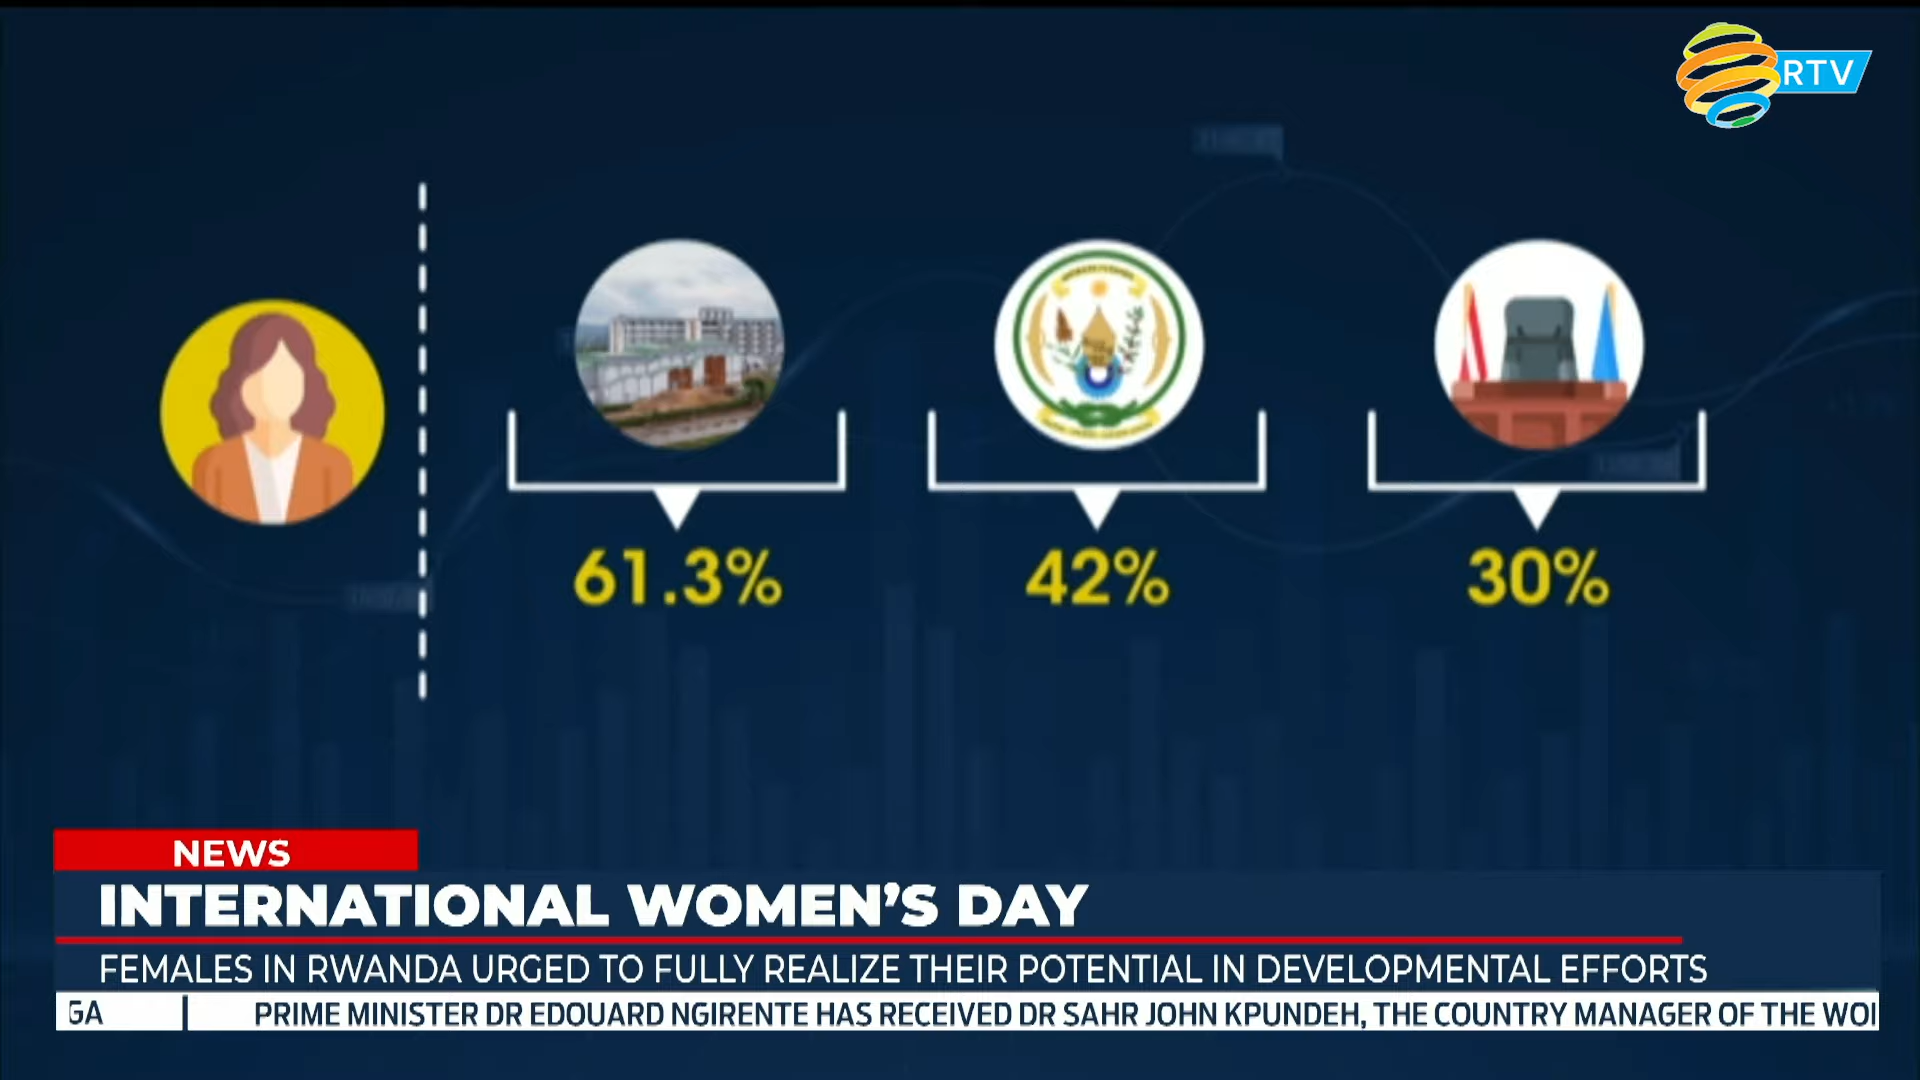 RTV
61.3%
42%
30%
NEWS
INTERNATIONAL WOMEN'S DAY
FEMALES IN RWANDA URGED TO FULLY REALIZE THEIR POTENTIAL IN DEVELOPMENTAL EFFORTS
GA
PRIME MINISTER DR EDOUARD NGIRENTE HAS RECEIVED DR SAHR JOHN KPUNDEH, THE COUNTRY MANAGER OF THE